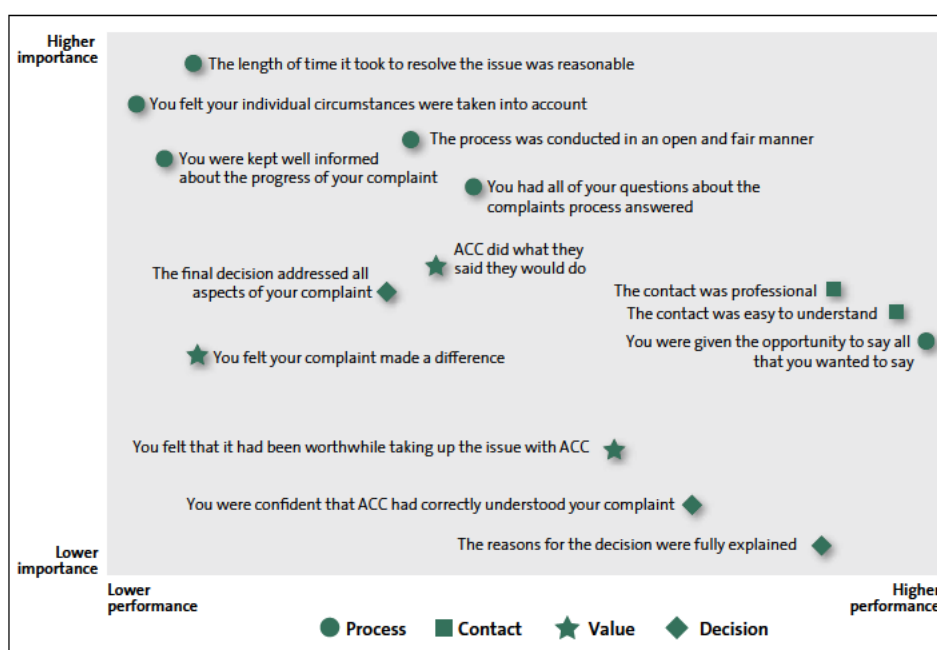 Higher
importance
The length of time it took to resolve the issue was reasonable
You felt your individual circumstances were taken into account
The process was conducted in an open and fair manner
You were kept well informed
about the progress of your complaint
You had all of your questions about the
complaints process answered
ACC did what they
said they would do
The final decision addressed all
aspects of your complaint
The contact was professional
The contact was easy to understand
You were given the opportunity to say all
that you wanted to say
You felt your complaint made a difference
You felt that it had been worthwhile taking up the issue with ACC
You were confident that ACC had correctly understood your complaint
The reasons for the decision were fully explained
Lower
importance
Lower
performance
Higher
performance
Process
Contact
Value
Decision